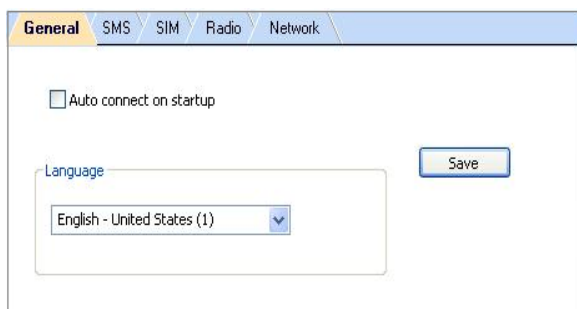 General SMS SIM Radio Network
Auto connect on startup
Save
Language
English - United States (1)